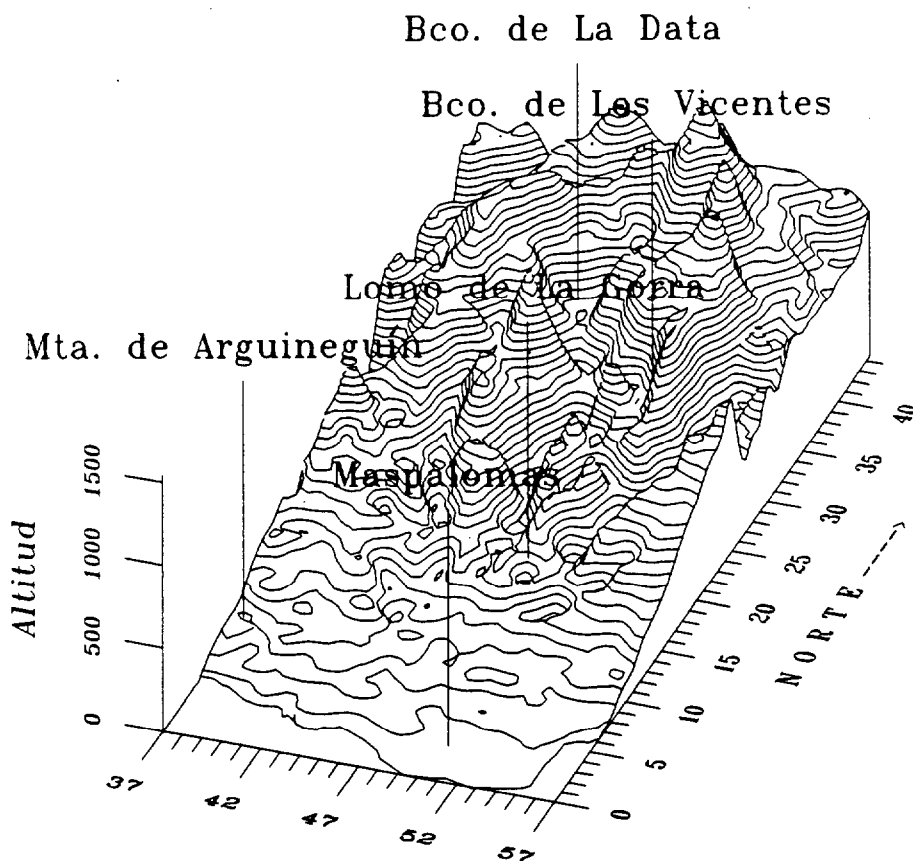 Bco. de La Data
Bco. de Los Vicentes
Lomo de La Gorra
Mta. de Arguineguín
Maspalomas
Altitud
1500
1000
500
0
37
42
47
52
57
0
5
10
15
20
25
30
35
40
NORTE ---->